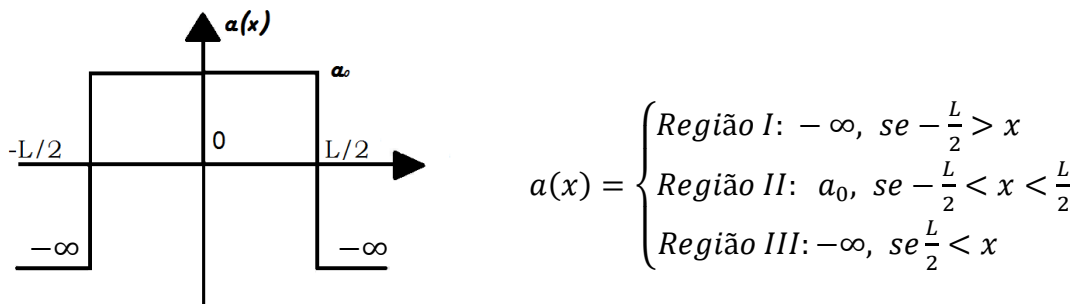 a(x)
a₀
-L/2
0
L/2
−∞
−∞
a(x) = { Região I: − ∞, se − L/2 > x
Região II: a₀, se − L/2 < x < L/2
Região III: −∞, se L/2 < x